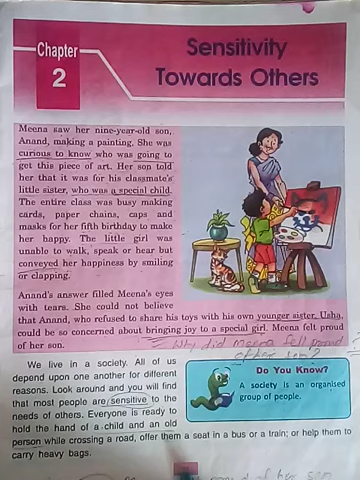 Chapter
2
Sensitivity
Towards Others
Meena saw her nine-year-old son,
Anand, making a painting. She was
curious to know who was going to
get this piece of art. Her son told
her that it was for his classmate's
little sister, who was a special child.
The entire class was busy making
cards, paper chains, caps and
masks for her fifth birthday to make
her happy. The little girl was
unable to walk, speak or hear but
conveyed her happiness by smiling
or clapping.
Anand's answer filled Meena's eyes
with tears. She could not believe
that Anand, who refused to share his toys with his own younger sister, Usha,
could be so concerned about bringing joy to a special girl. Meena felt proud
of her son.
Why did meena felt proud
of her son?
We live in a society. All of us
depend upon one another for different
reasons. Look around and you will find
that most people are sensitive to the
needs of others. Everyone is ready to
hold the hand of a child and an old
person while crossing a road, offer them a seat in a bus or a train; or help them to
carry heavy bags.
Do You Know?
A society is an organised
group of people.
proud of her son